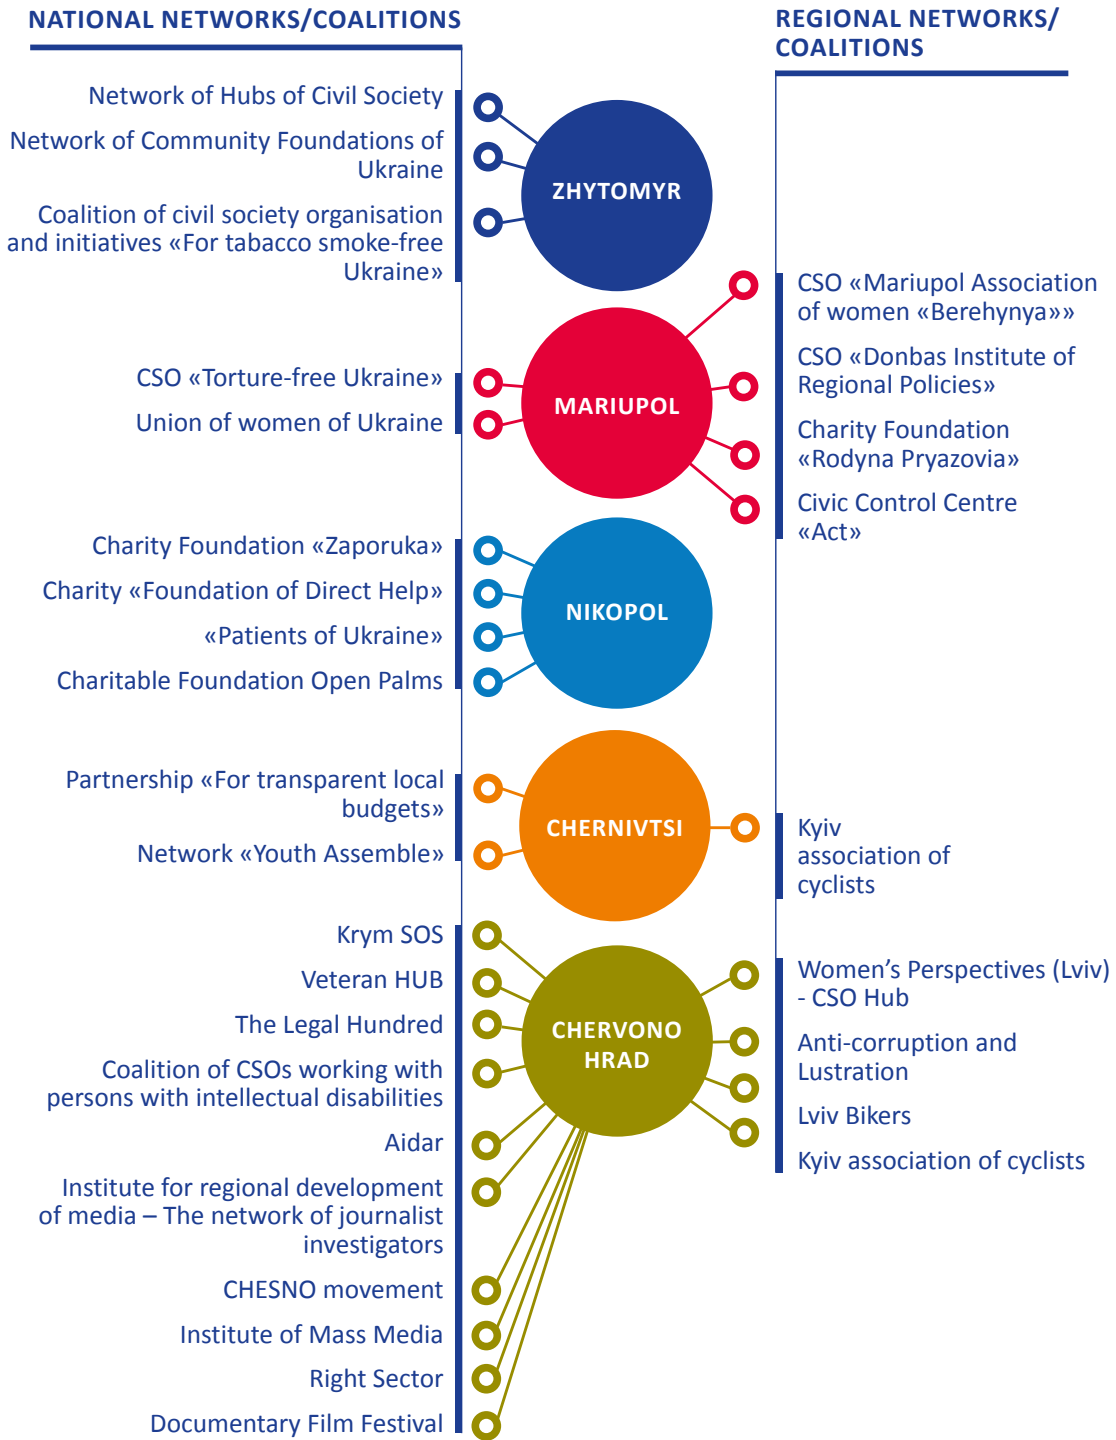 NATIONAL NETWORKS/COALITIONS
REGIONAL NETWORKS/
COALITIONS
Network of Hubs of Civil Society
Network of Community Foundations of
Ukraine
Coalition of civil society organisation
and initiatives «For tabacco smoke-free
Ukraine»
ZHYTOMYR
CSO «Torture-free Ukraine»
Union of women of Ukraine
MARIUPOL
CSO «Mariupol Association
of women «Berehynya»»
CSO «Donbas Institute of
Regional Policies»
Charity Foundation
«Rodyna Pryazovia»
Civic Control Centre
«Act»
Charity Foundation «Zaporuka»
Charity «Foundation of Direct Help»
«Patients of Ukraine»
Charitable Foundation Open Palms
NIKOPOL
Partnership «For transparent local
budgets»
Network «Youth Assemble»
CHERNIVTSI
Kyiv
association of
cyclists
Krym SOS
Veteran HUB
The Legal Hundred
Coalition of CSOs working with
persons with intellectual disabilities
Aidar
Institute for regional development
of media – The network of journalist
investigators
CHESNO movement
Institute of Mass Media
Right Sector
Documentary Film Festival
CHERVONO
HRAD
Women's Perspectives (Lviv)
- CSO Hub
Anti-corruption and
Lustration
Lviv Bikers
Kyiv association of cyclists